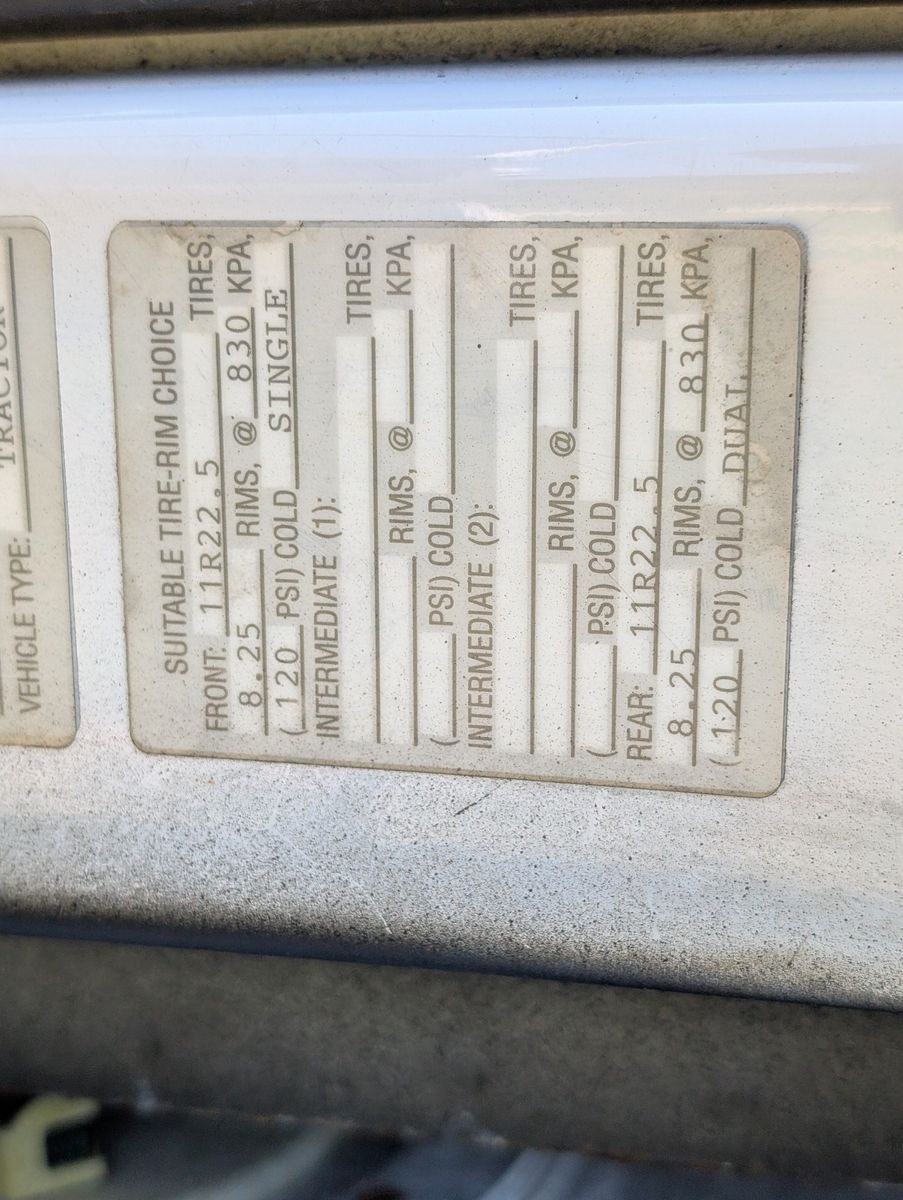 TRACTOR
VEHICLE TYPE:
SUITABLE TIRE-RIM CHOICE
FRONT: 11R22.5 TIRES,
8.25 RIMS, @ 830 KPA,
(120 PSI) COLD SINGLE
INTERMEDIATE (1):
TIRES,
RIMS, @ KPA,
( PSI) COLD
INTERMEDIATE (2):
TIRES,
RIMS, @ KPA,
( PSI) COLD
REAR: 11R22.5 TIRES,
8.25 RIMS, @ 830 KPA,
(120 PSI) COLD DUAL